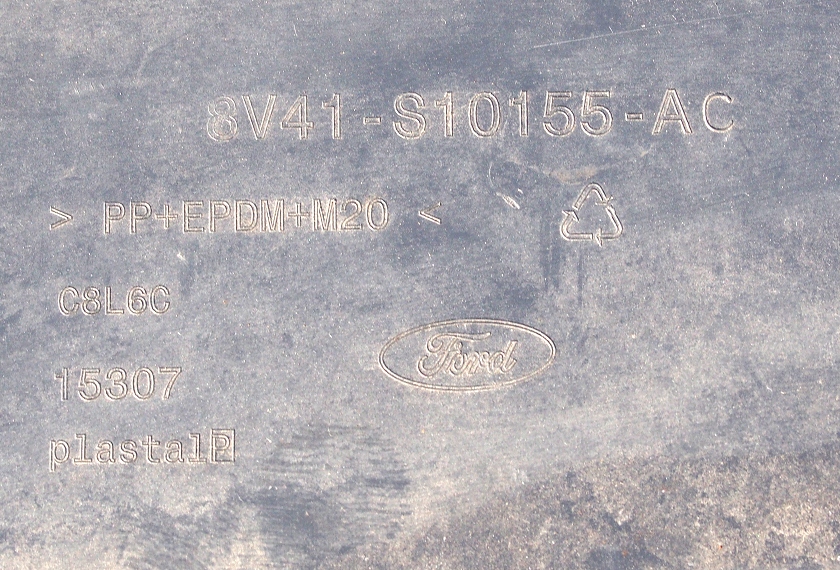 8V41-S10155-AC
> PP+EPDM+M20 <
C8L6C
Ford
15307
plastal P